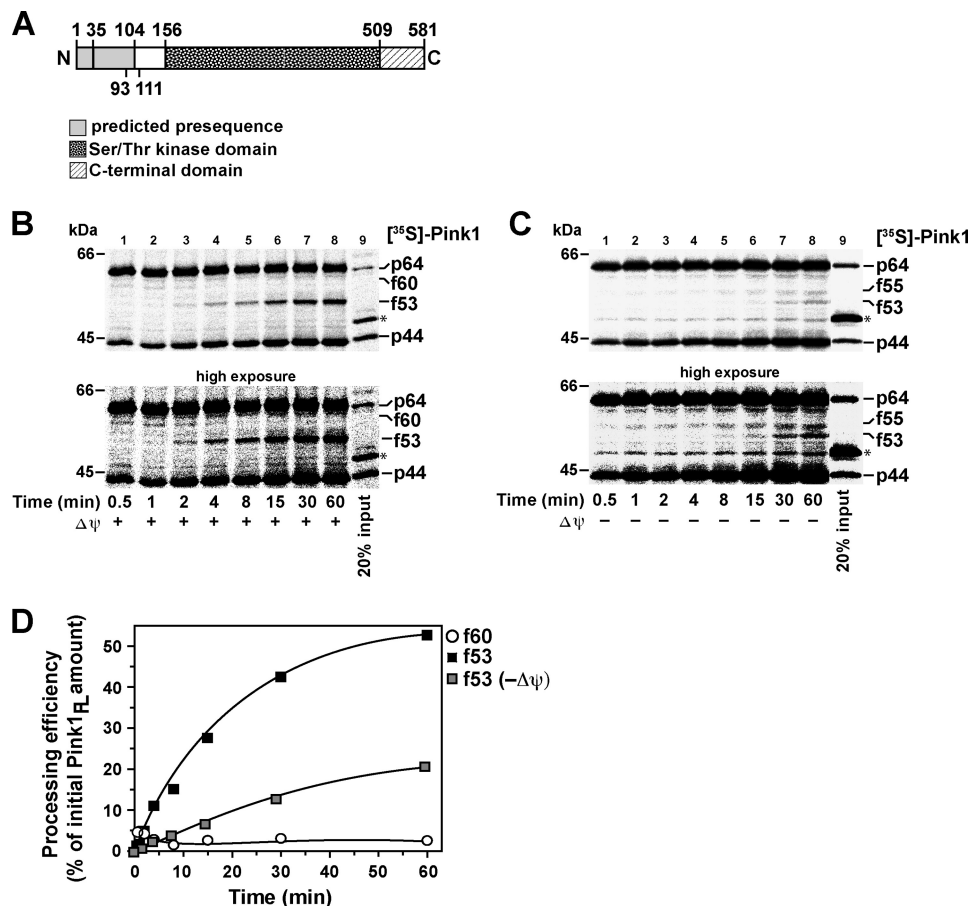 A
1 35 104 156 509 581
N C
93 111
predicted presequence
Ser/Thr kinase domain
C-terminal domain
B
kDa 1 2 3 4 5 6 7 8 9 [³⁵S]-Pink1
66
p64
f60
f53
*
45
p44
high exposure
66
p64
f60
f53
*
45
p44
Time (min) 0.5 1 2 4 8 15 30 60
Δψ + + + + + + + +
20% input
C
kDa 1 2 3 4 5 6 7 8 9 [³⁵S]-Pink1
66
p64
f55
f53
*
45
p44
high exposure
66
p64
f55
f53
*
45
p44
Time (min) 0.5 1 2 4 8 15 30 60
Δψ − − − − − − − −
20% input
D
Processing efficiency
(% of initial Pink1FL amount)
50
40
30
20
10
0
0 10 20 30 40 50 60
Time (min)
f60
f53
f53 (−Δψ)